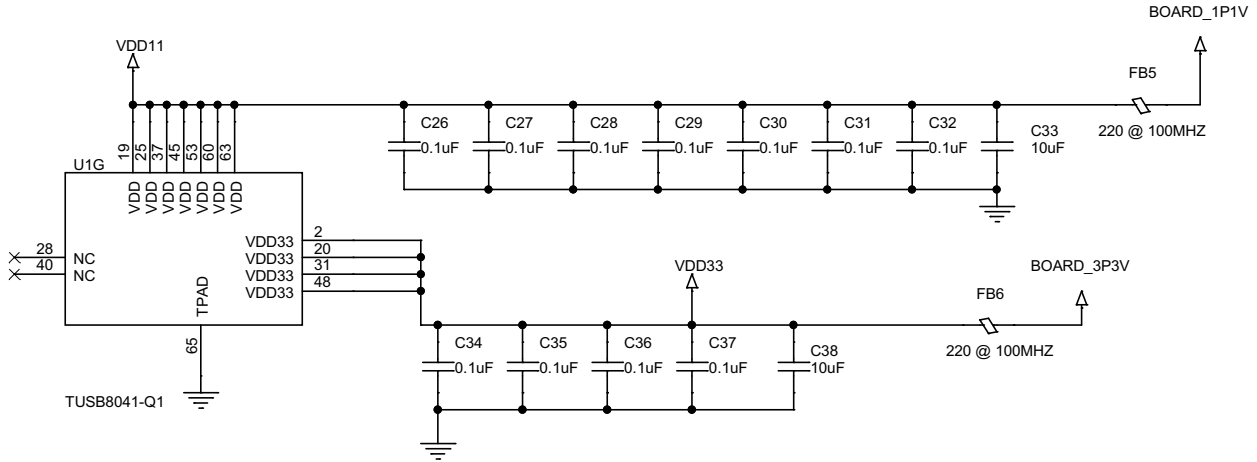 BOARD_1P1V
VDD11
FB5
220 @ 100MHZ
C26
0.1uF
C27
0.1uF
C28
0.1uF
C29
0.1uF
C30
0.1uF
C31
0.1uF
C32
0.1uF
C33
10uF
19
25
37
45
53
60
63
U1G
VDD
VDD
VDD
VDD
VDD
VDD
VDD
28
NC
40
NC
VDD33
2
VDD33
20
VDD33
31
VDD33
48
TPAD
65
TUSB8041-Q1
VDD33
BOARD_3P3V
FB6
220 @ 100MHZ
C34
0.1uF
C35
0.1uF
C36
0.1uF
C37
0.1uF
C38
10uF